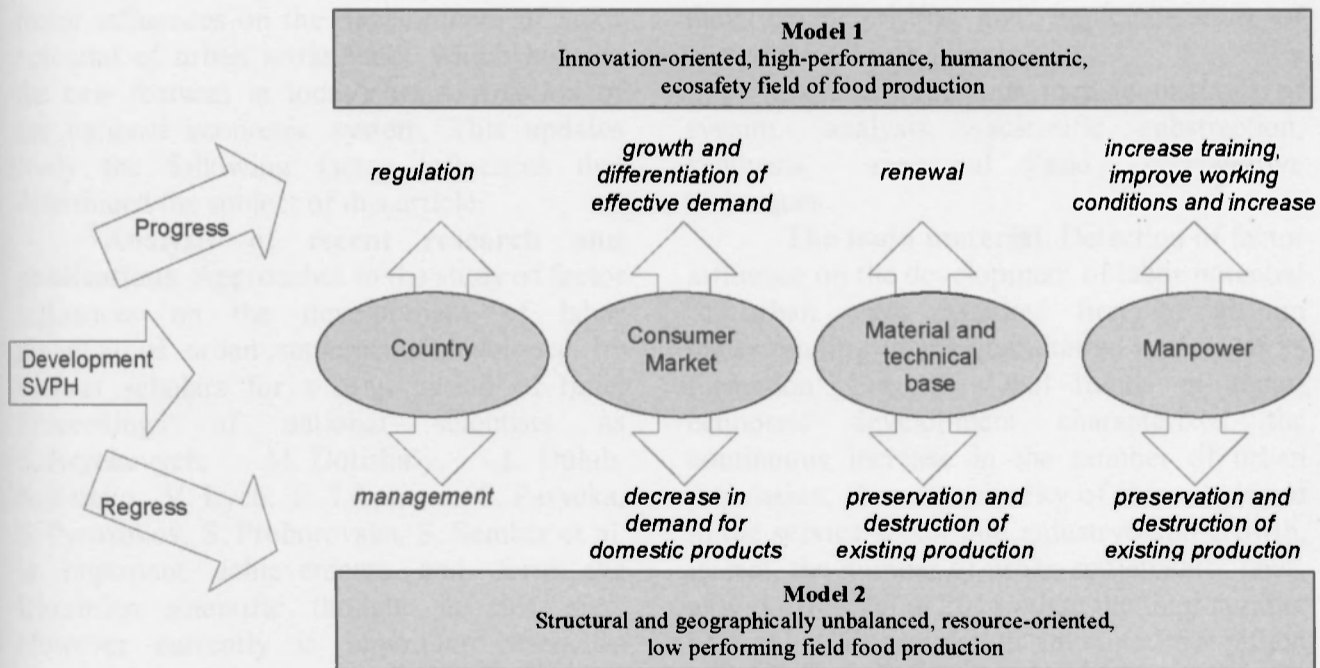 Model 1
Innovation-oriented, high-performance, humanocentric,
ecosafety field of food production
regulation
growth and
differentiation of
effective demand
renewal
increase training,
improve working
conditions and increase
Progress
Development
SVPH
Regress
Country
Consumer
Market
Material and
technical
base
Manpower
management
decrease in
demand for
domestic products
preservation and
destruction of
existing production
preservation and
destruction of
existing production
Model 2
Structural and geographically unbalanced, resource-oriented,
low performing field food production